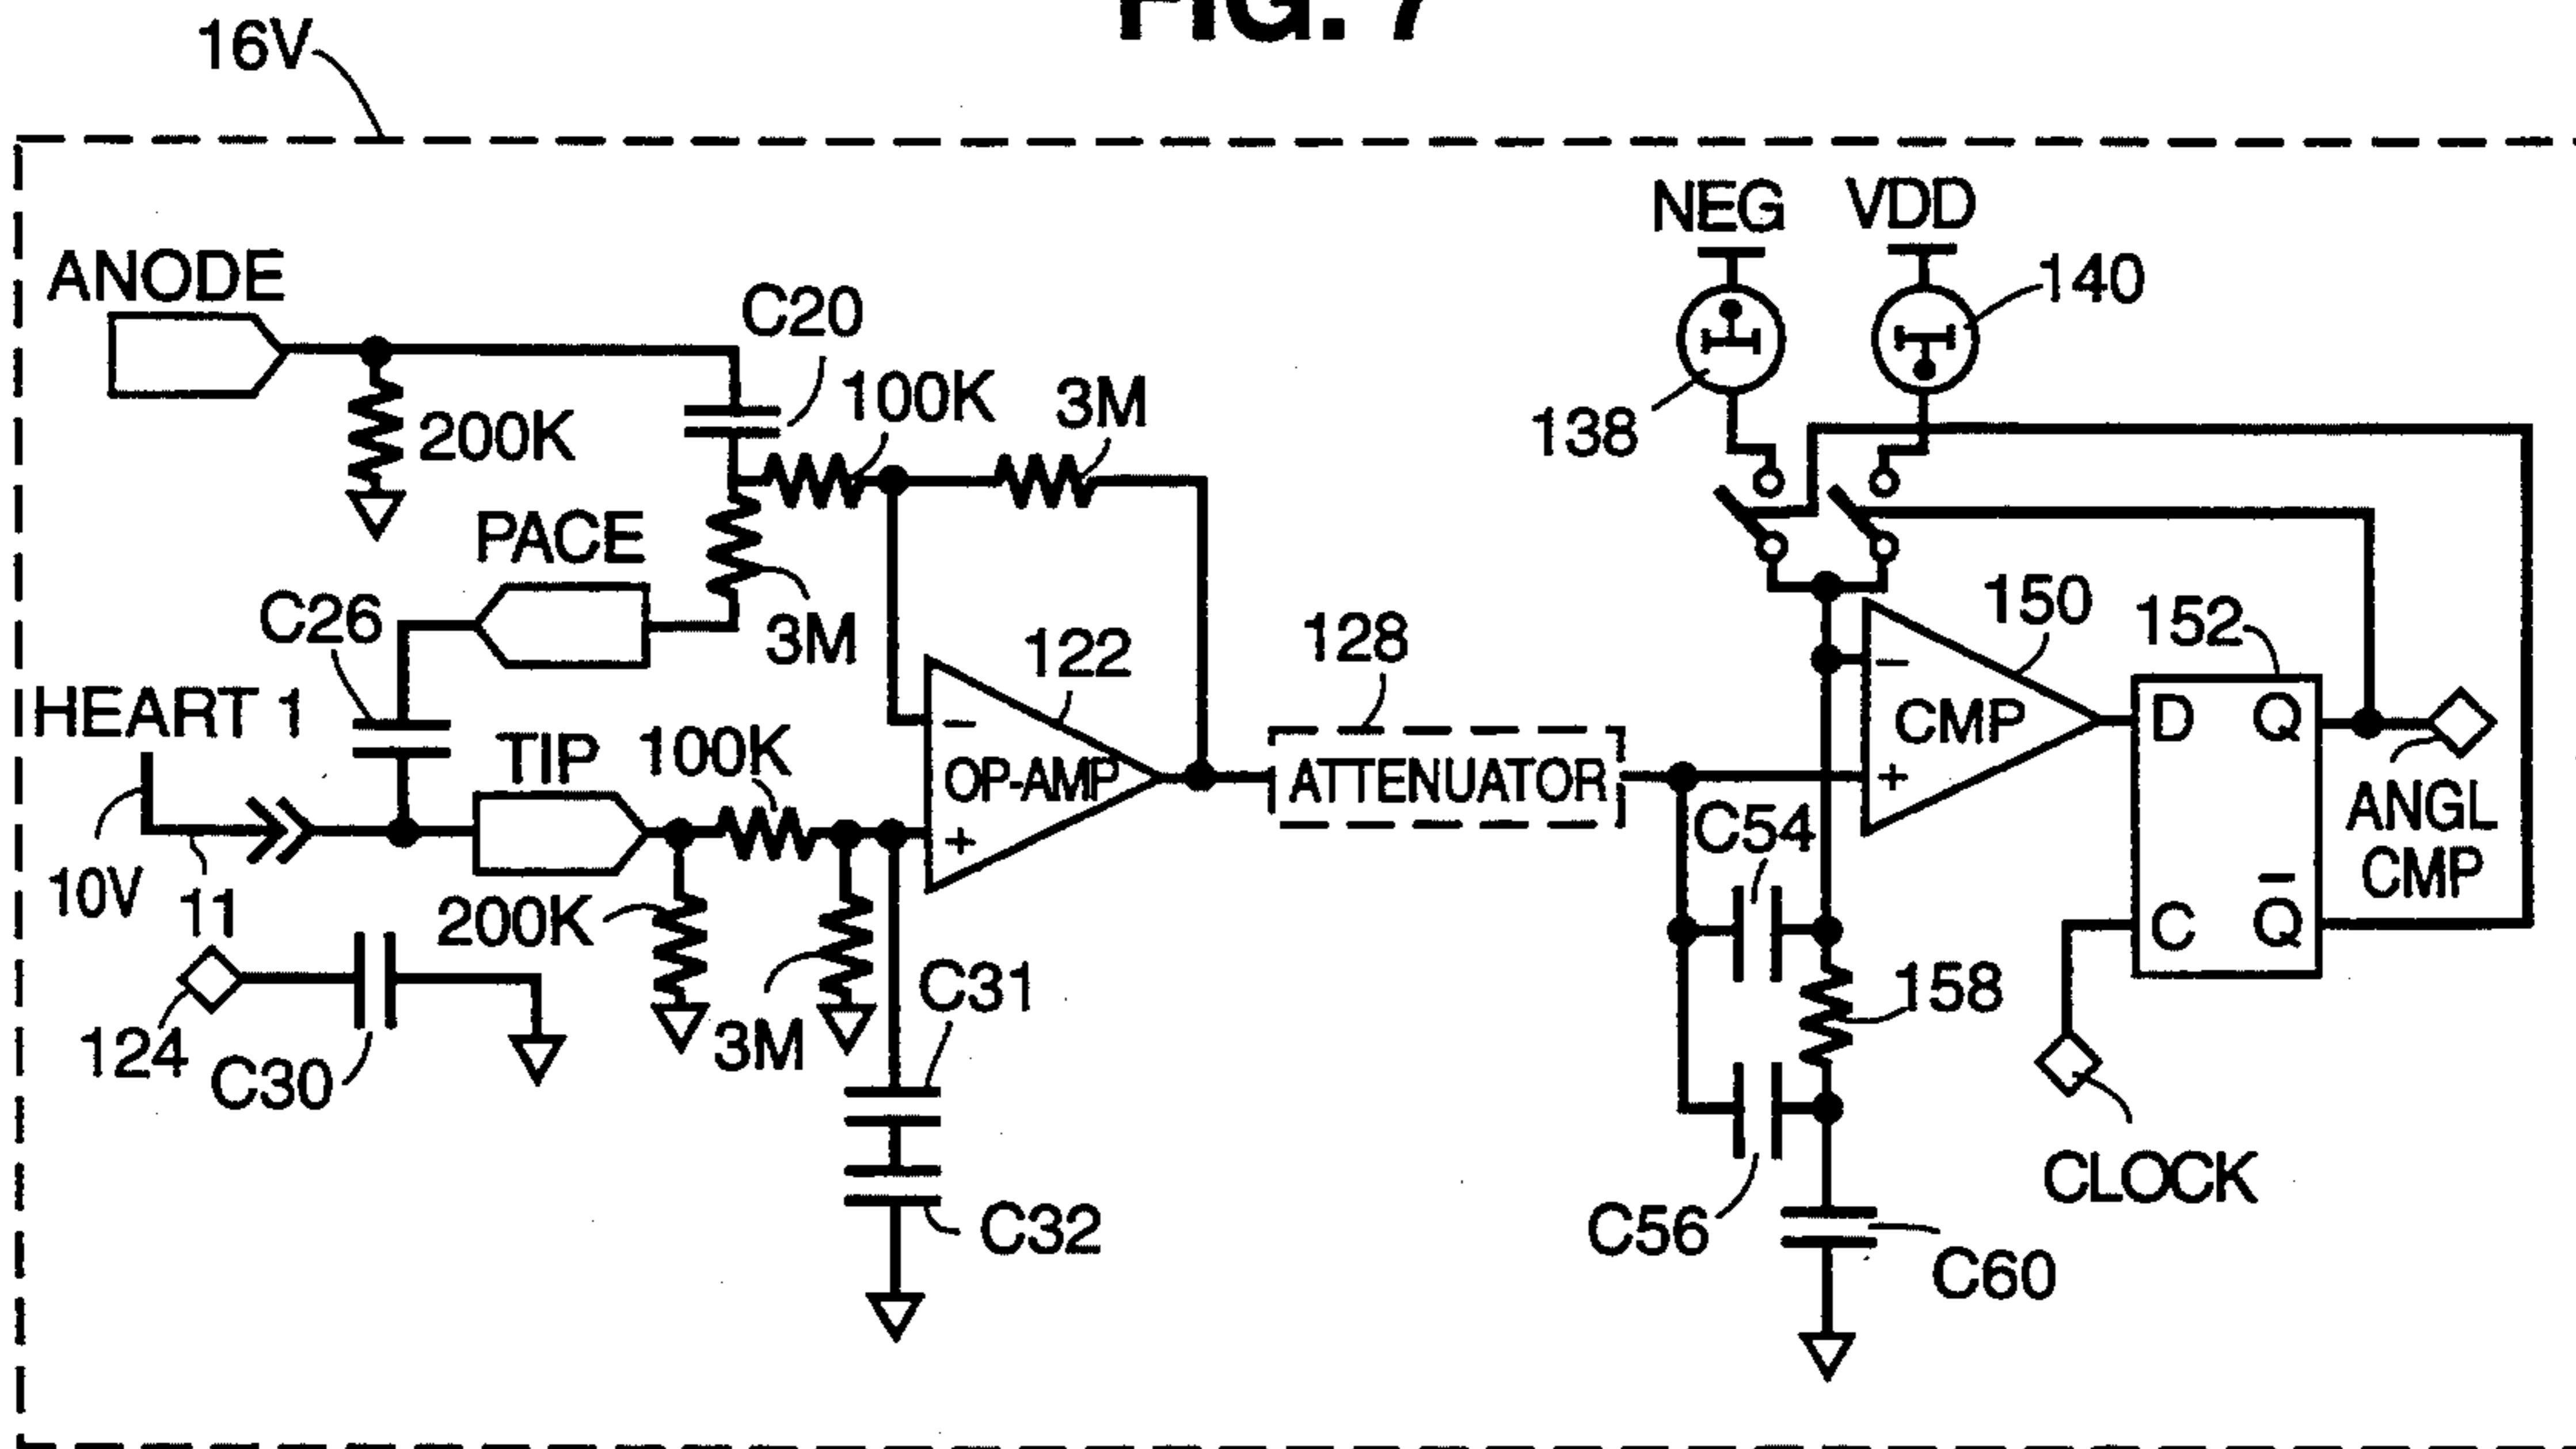 FIG. 7
16V
NEG VDD
ANODE
140
C20
100K 3M
138
200K
PACE
C26
3M
122
128
150
152
HEART 1
TIP 100K
−
OP-AMP
+
ATTENUATOR
−
CMP
+
D Q
C Q̅
ANGL
CMP
C54
10V
11
200K
C31
158
124
C30
3M
C32
C56
C60
CLOCK